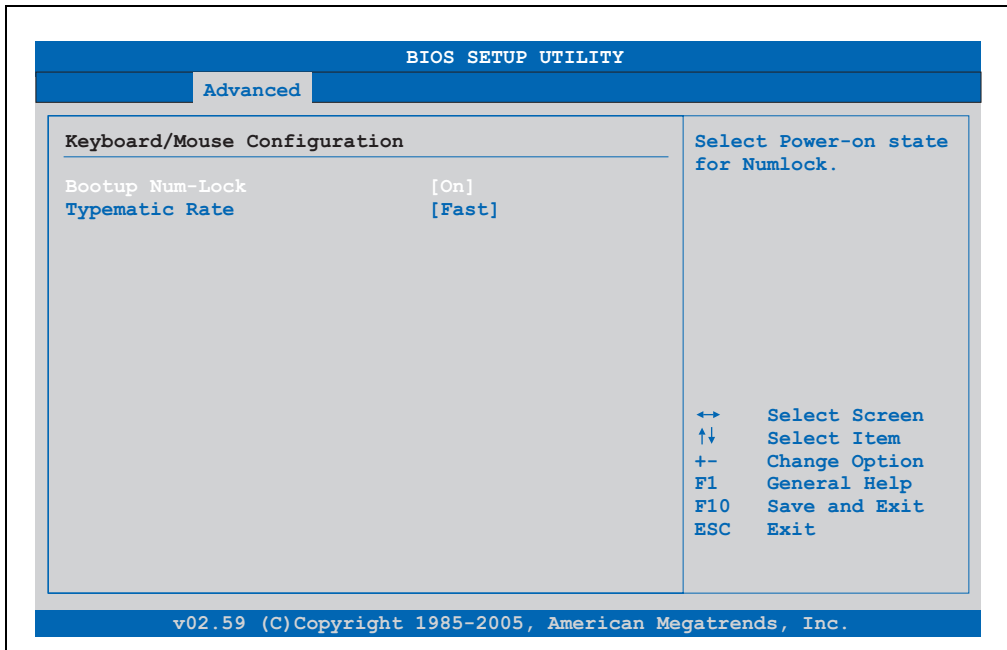 BIOS SETUP UTILITY
Advanced
Keyboard/Mouse Configuration
Bootup Num-Lock [On]
Typematic Rate [Fast]
Select Power-on state
for Numlock.
↔ Select Screen
↑↓ Select Item
+- Change Option
F1 General Help
F10 Save and Exit
ESC Exit
v02.59 (C)Copyright 1985-2005, American Megatrends, Inc.